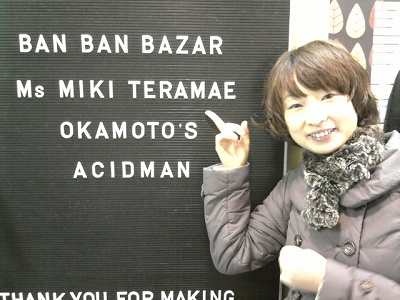 BAN BAN BAZAR
Ms MIKI TERAMAE
OKAMOTO'S
ACIDMAN
THANK YOU FOR MAKING